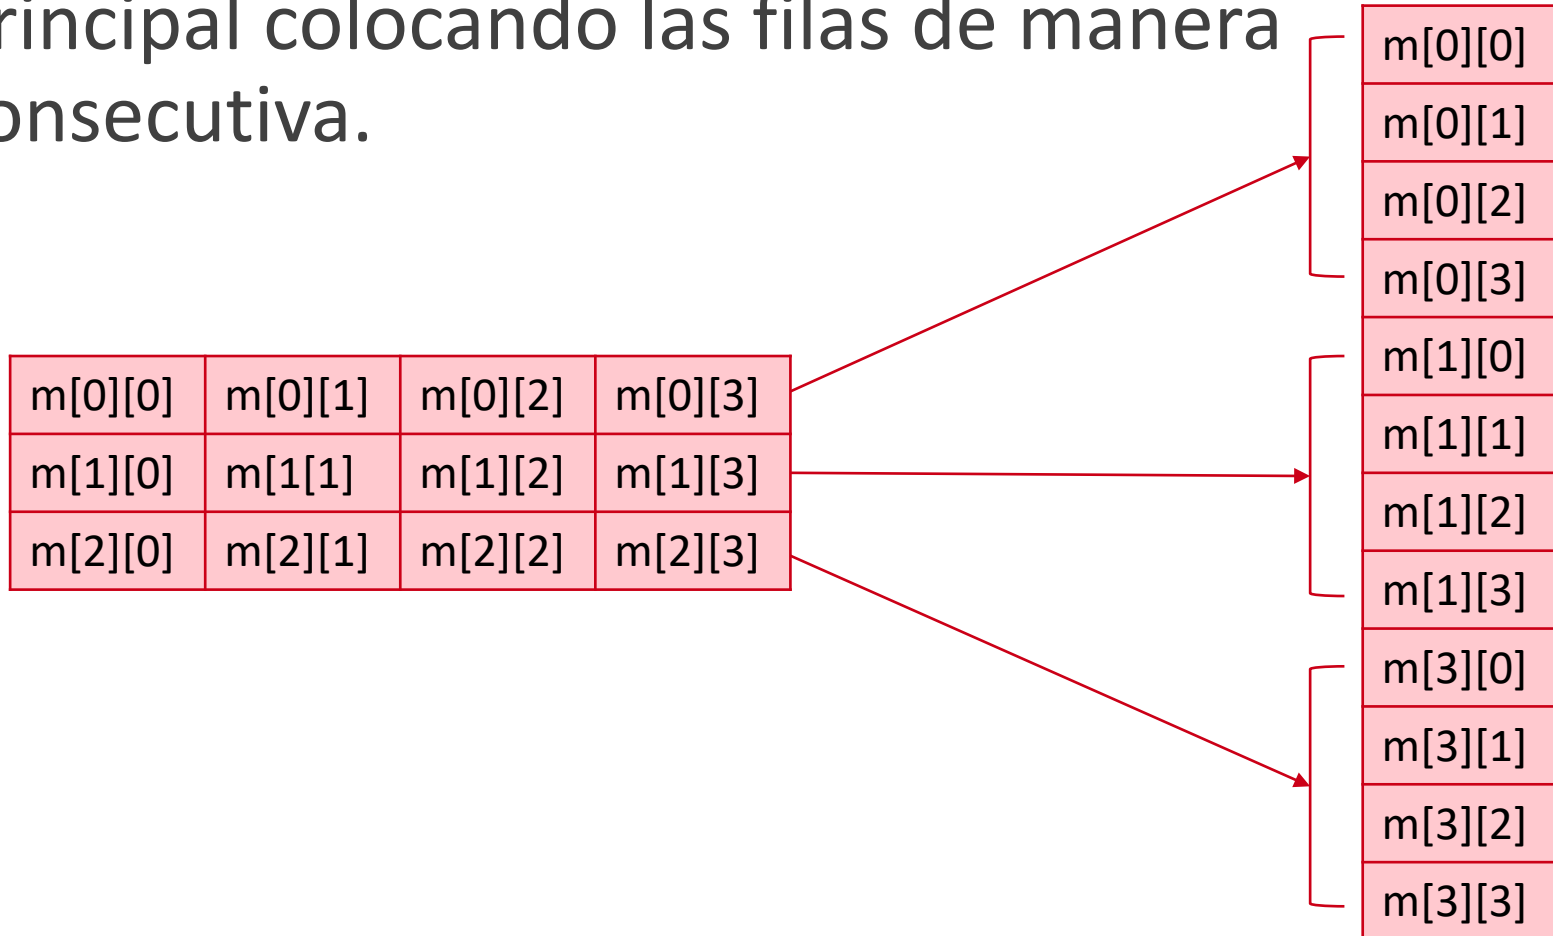 rincipal colocando las filas de manera
onsecutiva.
m[0][0] m[0][1] m[0][2] m[0][3]
m[1][0] m[1[1] m[1][2] m[1][3]
m[2][0] m[2][1] m[2][2] m[2][3]
m[0][0]
m[0][1]
m[0][2]
m[0][3]
m[1][0]
m[1][1]
m[1][2]
m[1][3]
m[3][0]
m[3][1]
m[3][2]
m[3][3]